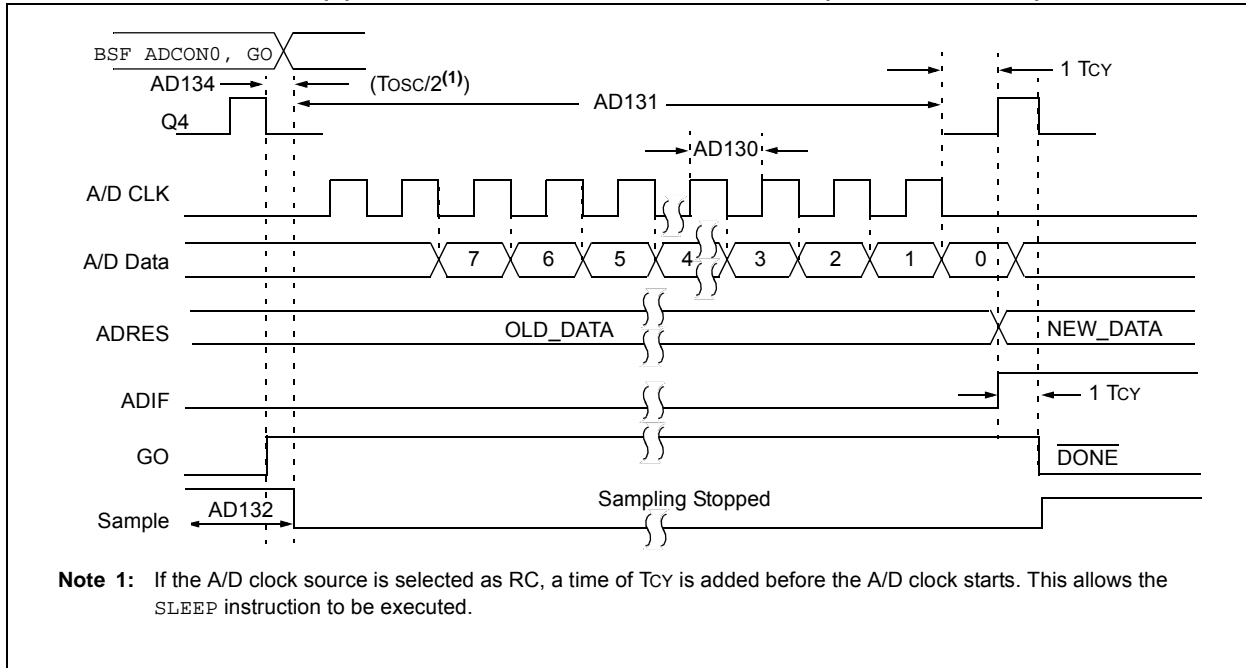 BSF ADCON0, GO
AD134
(TOSC/2(1))
1 TCY
AD131
Q4
AD130
A/D CLK
A/D Data
7 6 5 4 3 2 1 0
ADRES
OLD_DATA
NEW_DATA
ADIF
1 TCY
GO
DONE
Sampling Stopped
AD132
Sample
Note 1: If the A/D clock source is selected as RC, a time of TCY is added before the A/D clock starts. This allows the
SLEEP instruction to be executed.